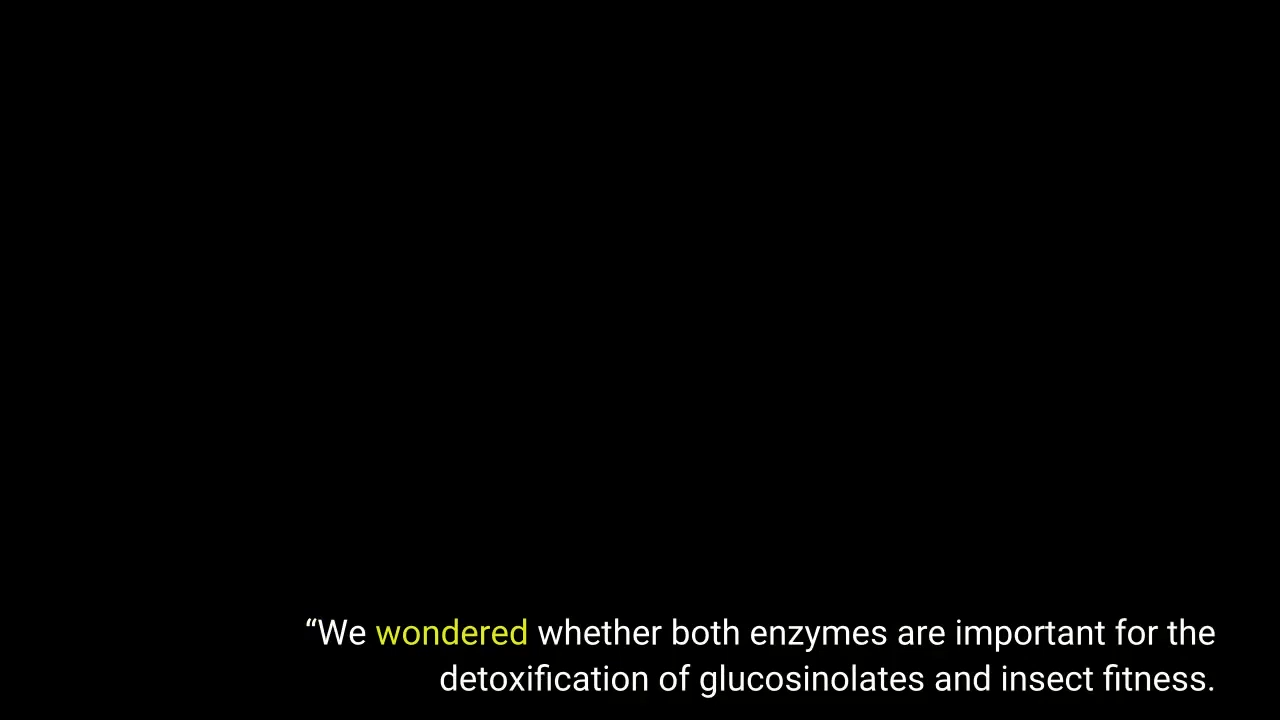 “We wondered whether both enzymes are important for the
detoxification of glucosinolates and insect fitness.